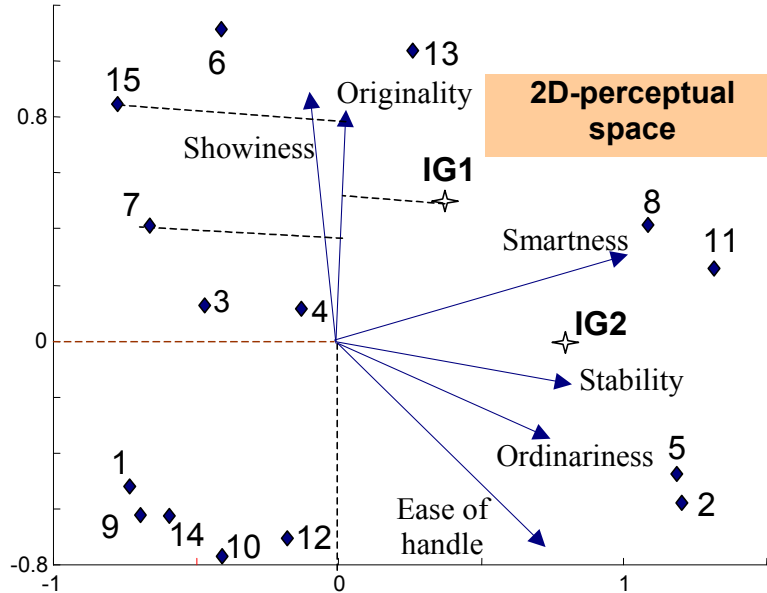 6
13
15
Originality
2D-perceptual
space
0.8
Showiness
IG1
7
8
Smartness
11
3
4
IG2
0
Stability
5
1
Ordinariness
2
9
14
Ease of
handle
10
12
-0.8
-1
0
1